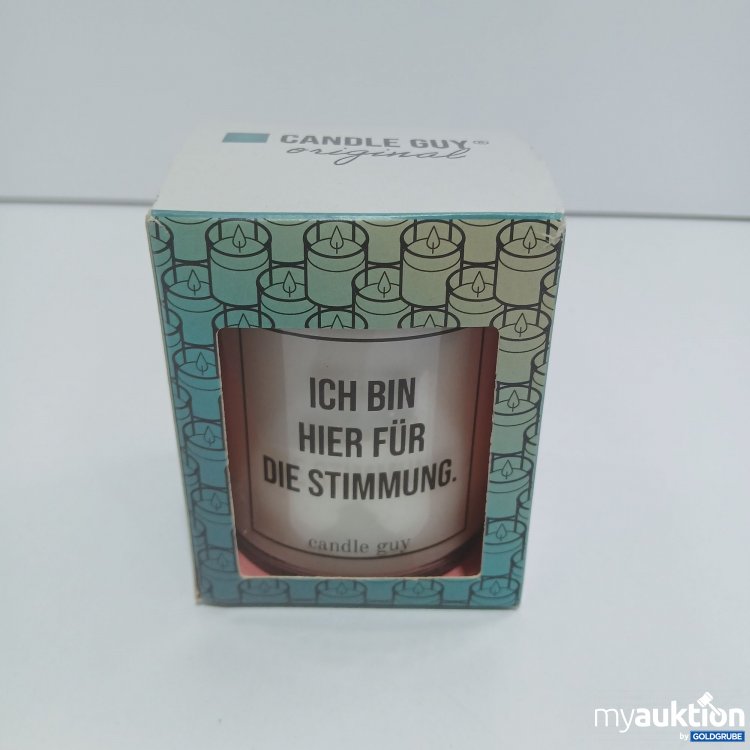 CANDLE GUY®
original
ICH BIN
HIER FÜR
DIE STIMMUNG.
candle guy
myauktion
by GOLDGRUBE